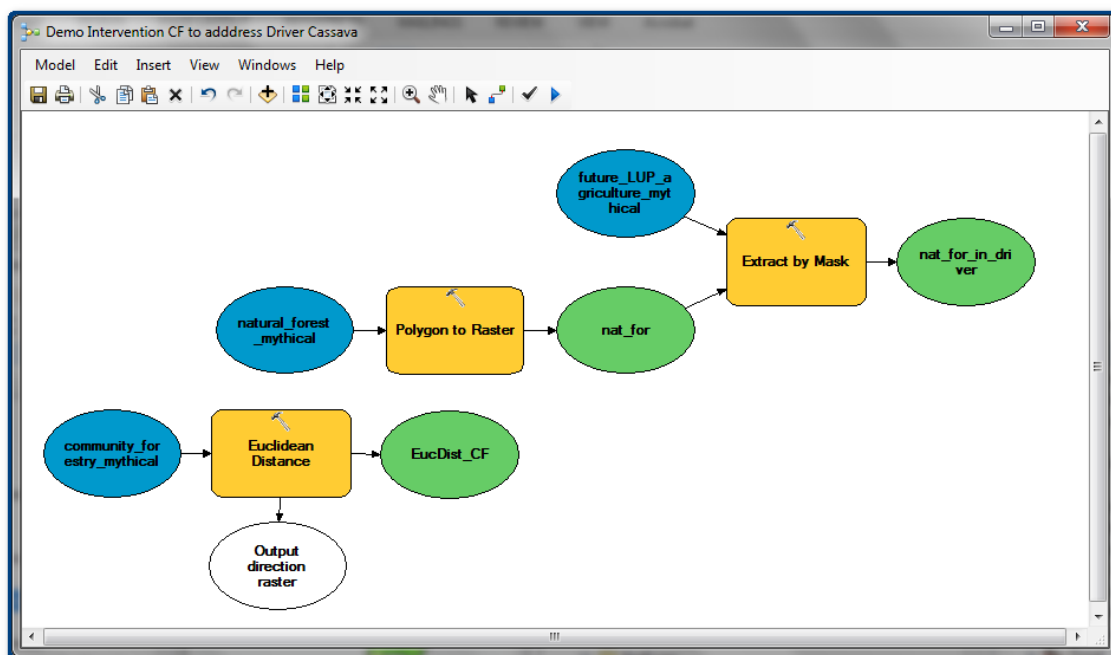 Demo Intervention CF to adddress Driver Cassava
Model Edit Insert View Windows Help
future_LUP_a
griculture_myt
hical
Extract by Mask
nat_for_in_dri
ver
natural_forest
_mythical
Polygon to Raster
nat_for
community_for
estry_mythical
Euclidean
Distance
EucDist_CF
Output
direction
raster